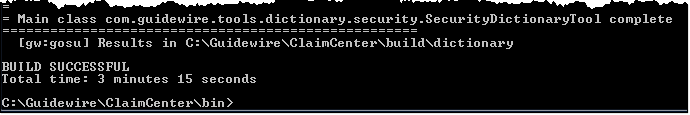 =
= Main class com.guidewire.tools.dictionary.security.SecurityDictionaryTool complete
=====================================================
[gw:gosu] Results in C:\Guidewire\ClaimCenter\build\dictionary
BUILD SUCCESSFUL
Total time: 3 minutes 15 seconds
C:\Guidewire\ClaimCenter\bin>